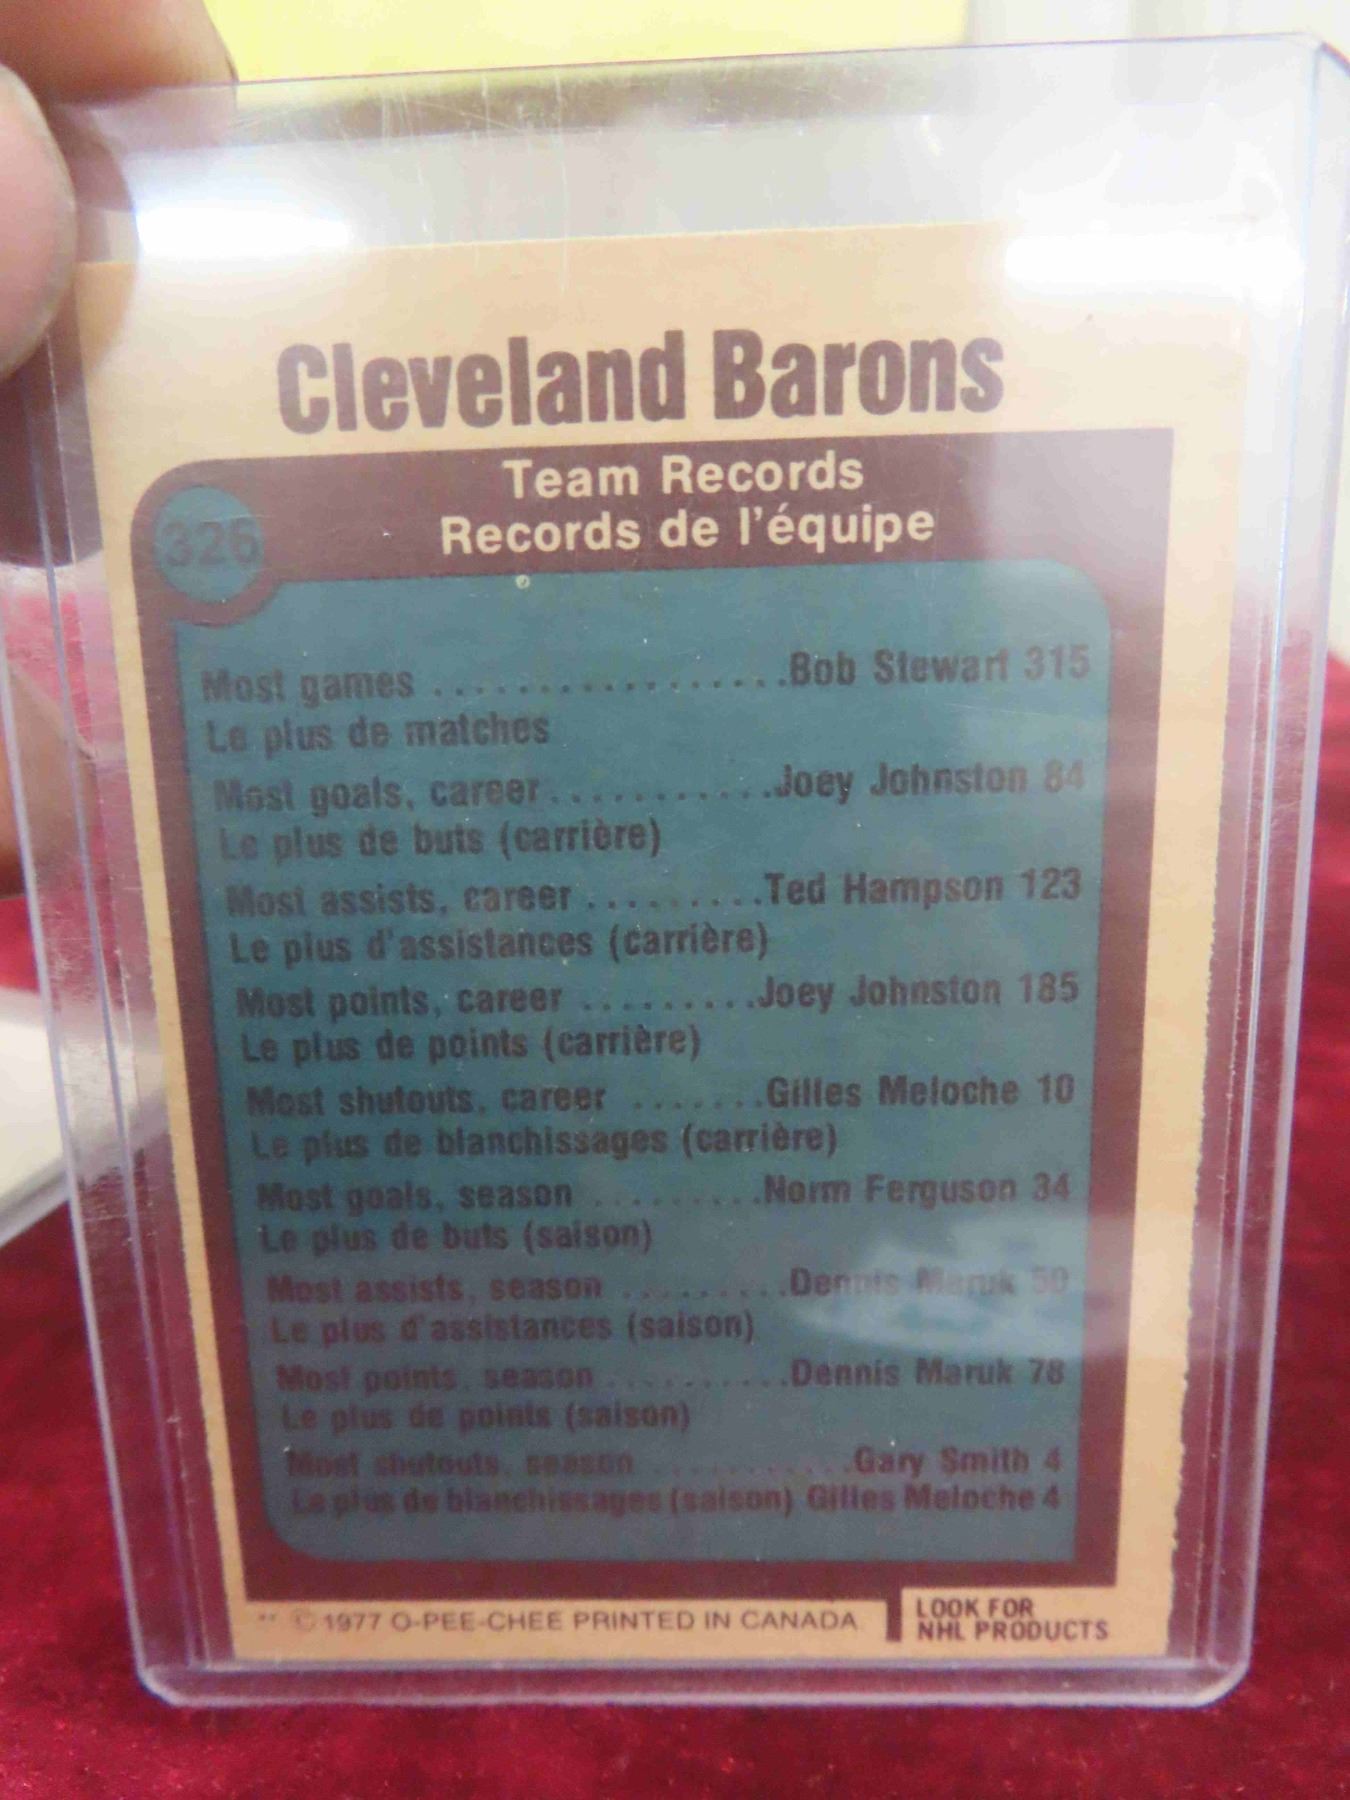 Cleveland Barons
Team Records
Records de l'équipe
326
Most games ..................Bob Stewart 315
Le plus de matches
Most goals, career............Joey Johnston 84
Le plus de buts (carrière)
Most assists, career .........Ted Hampson 123
Le plus d'assistances (carrière)
Most points, career .........Joey Johnston 185
Le plus de points (carrière)
Most shutouts, career .......Gilles Meloche 10
Le plus de blanchissages (carrière)
Most goals, season .........Norm Ferguson 34
Le plus de buts (saison)
Most assists, season .........Dennis Maruk 50
Le plus d'assistances (saison)
Most points, season ..........Dennis Maruk 78
Le plus de points (saison)
Most shutouts, season ...........Gary Smith 4
Le plus de blanchissages (saison) Gilles Meloche 4
** © 1977 O-PEE-CHEE PRINTED IN CANADA
LOOK FOR
NHL PRODUCTS